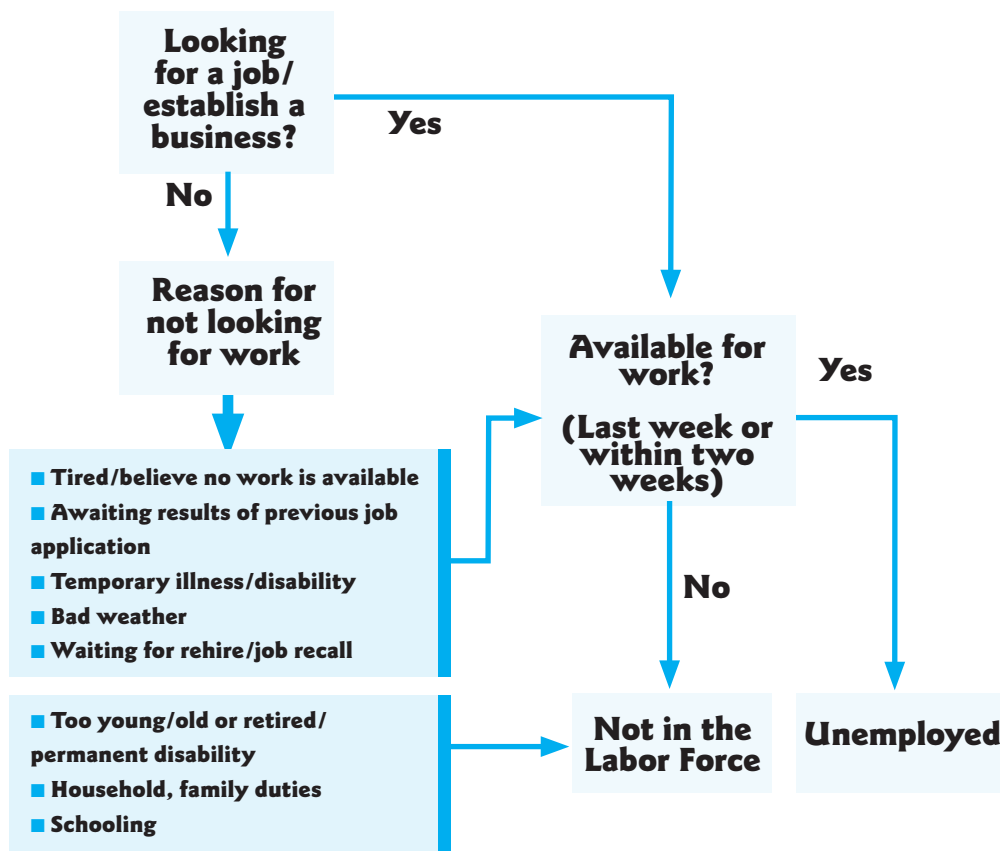 Looking
for a job/
establish a
business?
Yes
No
Reason for
not looking
for work
Available for
work?
(Last week or
within two
weeks)
Yes
■ Tired/believe no work is available
■ Awaiting results of previous job
application
■ Temporary illness/disability
■ Bad weather
■ Waiting for rehire/job recall
No
■ Too young/old or retired/
permanent disability
■ Household, family duties
■ Schooling
Not in the
Labor Force
Unemployed